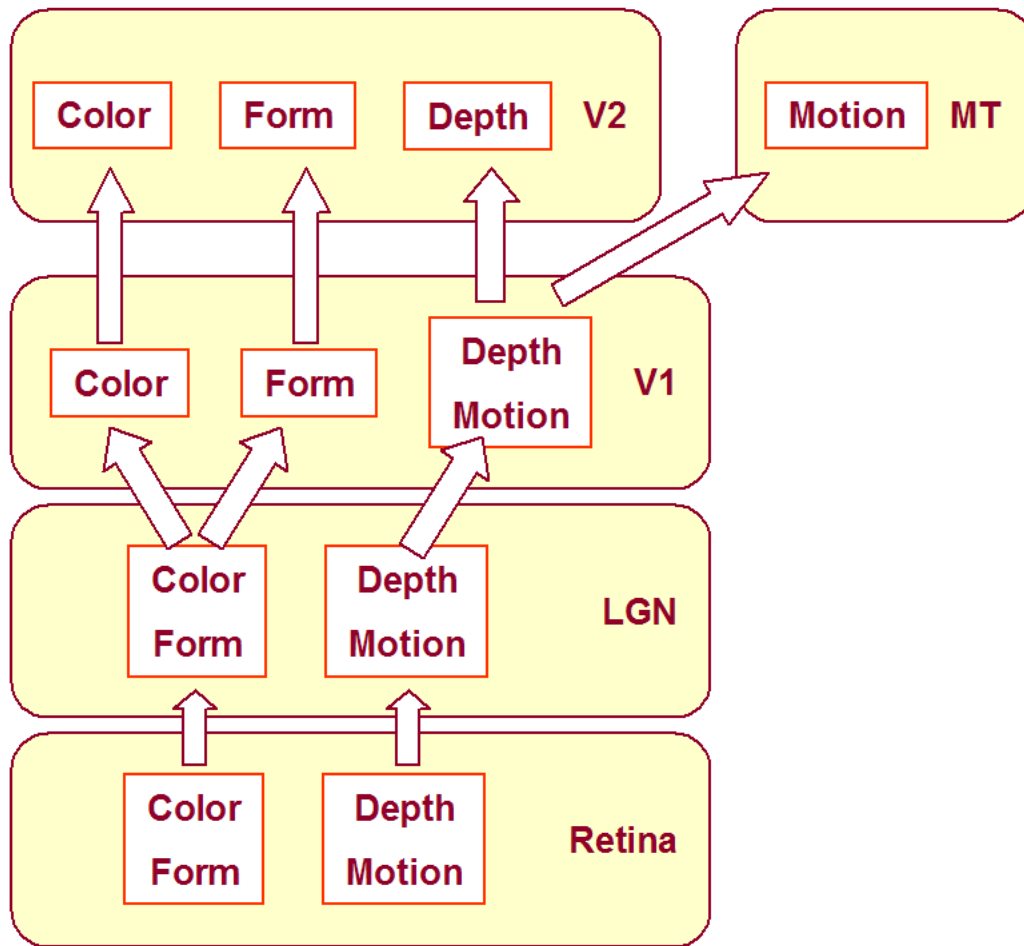 Color
Form
Depth
V2
Motion
MT
Color
Form
Depth
Motion
V1
Color
Form
Depth
Motion
LGN
Color
Form
Depth
Motion
Retina